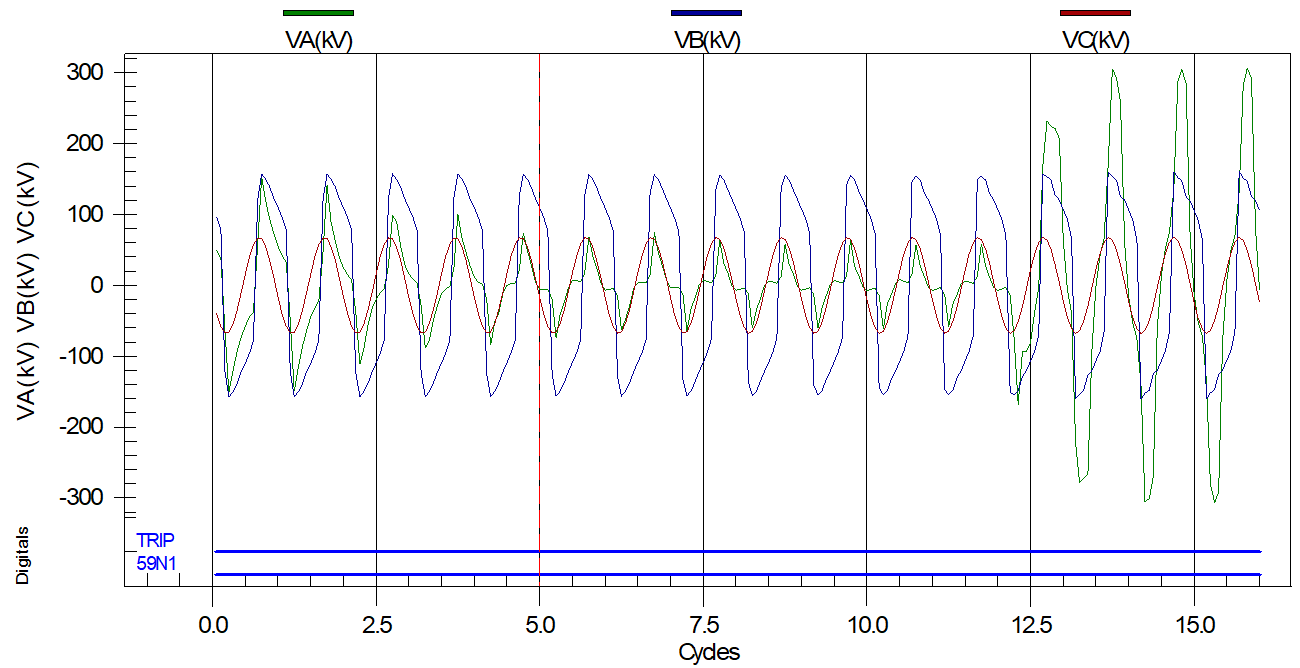 VA(kV) VB(kV) VC(kV)
VA(kV) VB(kV) VC(kV)
300
200
100
0
-100
-200
-300
Digitals
TRIP
59N1
0.0 2.5 5.0 7.5 10.0 12.5 15.0
Cycles